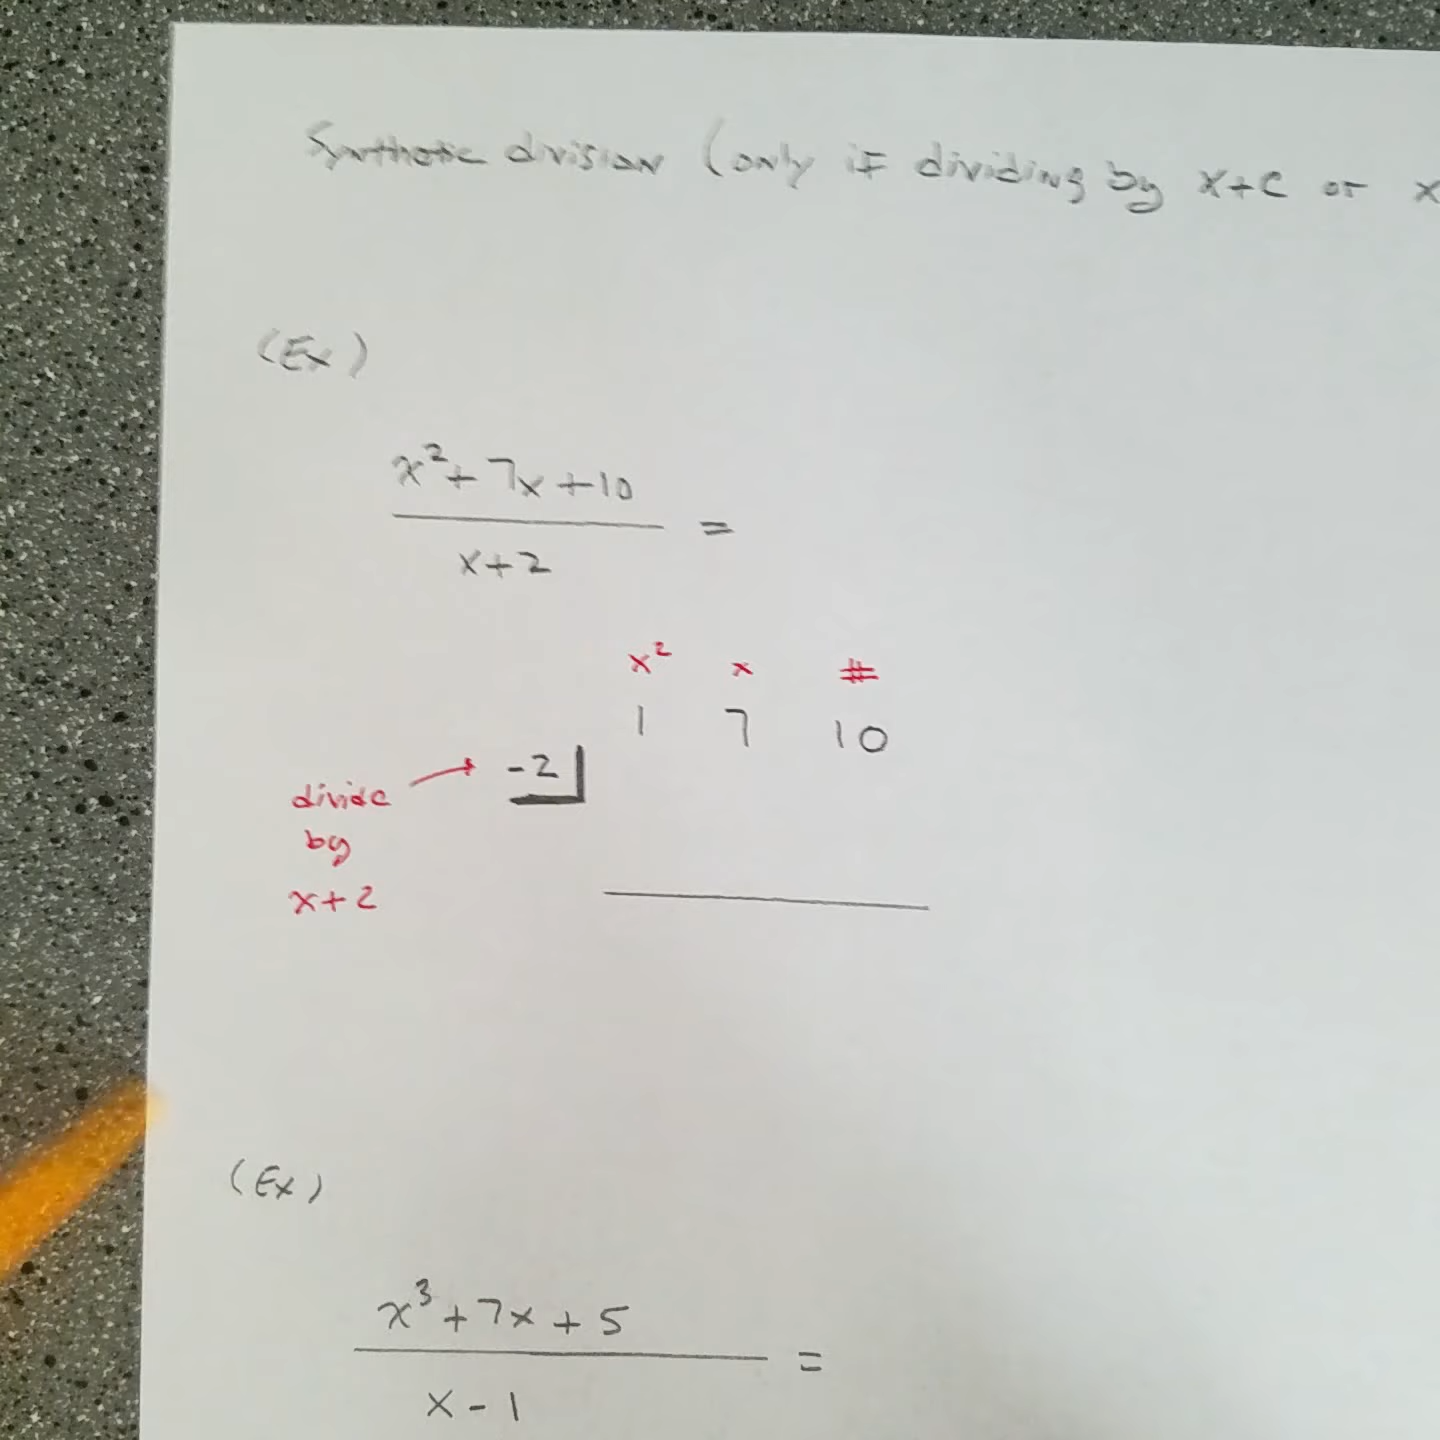 Synthetic division (only if dividing by x+c or x
(Ex)
x²+7x+10
x+2
=
x² x #
1 7 10
-2
divide
by
x+2
(Ex)
x³+7x+5
x-1
=